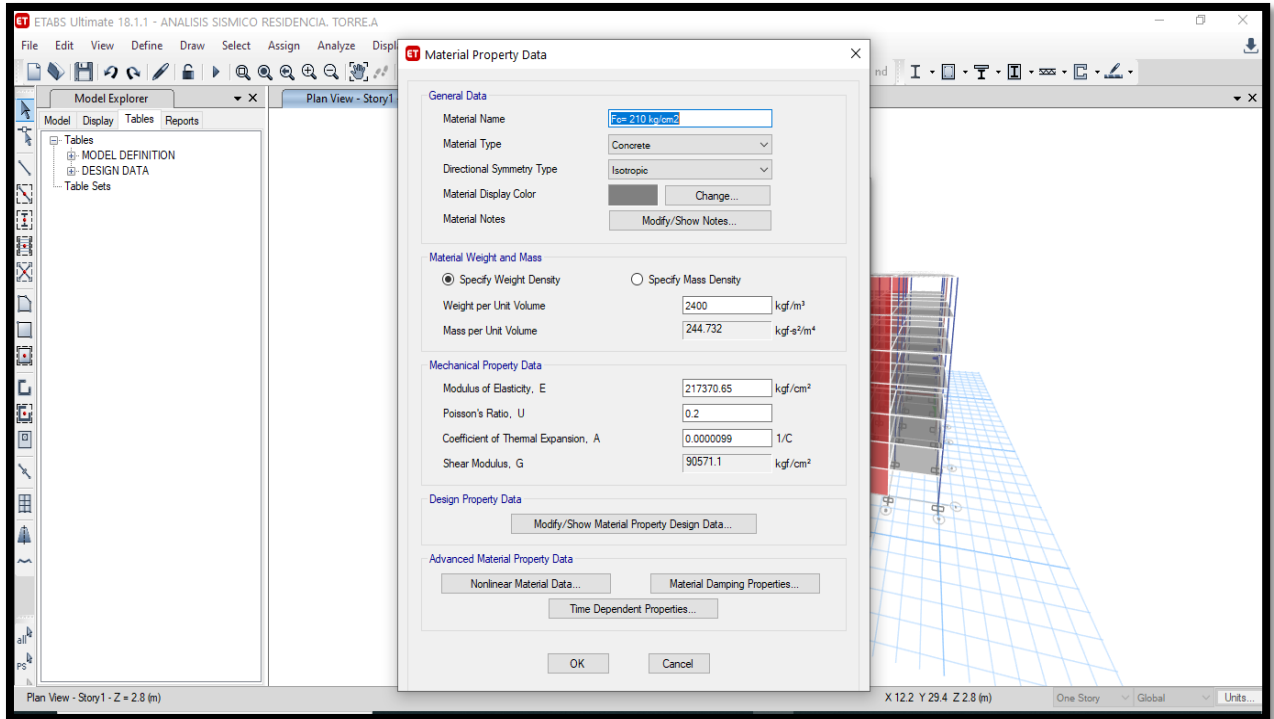 ET ETABS Ultimate 18.1.1 - ANALISIS SISMICO RESIDENCIA. TORRE.A
File Edit View Define Draw Select Assign Analyze Displ
nd
Model Explorer
Plan View - Story1
Model Display Tables Reports
Tables
MODEL DEFINITION
DESIGN DATA
Table Sets
ET Material Property Data
General Data
Material Name Fc= 210 kg/cm2
Material Type Concrete
Directional Symmetry Type Isotropic
Material Display Color Change...
Material Notes Modify/Show Notes...
Material Weight and Mass
Specify Weight Density Specify Mass Density
Weight per Unit Volume 2400 kgf/m³
Mass per Unit Volume 244.732 kgf-s²/m⁴
Mechanical Property Data
Modulus of Elasticity, E 217370.65 kgf/cm²
Poisson's Ratio, U 0.2
Coefficient of Thermal Expansion, A 0.0000099 1/C
Shear Modulus, G 90571.1 kgf/cm²
Design Property Data
Modify/Show Material Property Design Data...
Advanced Material Property Data
Nonlinear Material Data... Material Damping Properties...
Time Dependent Properties...
OK Cancel
all
PS
Plan View - Story1 - Z = 2.8 (m) X 12.2 Y 29.4 Z 2.8 (m) One Story Global Units...